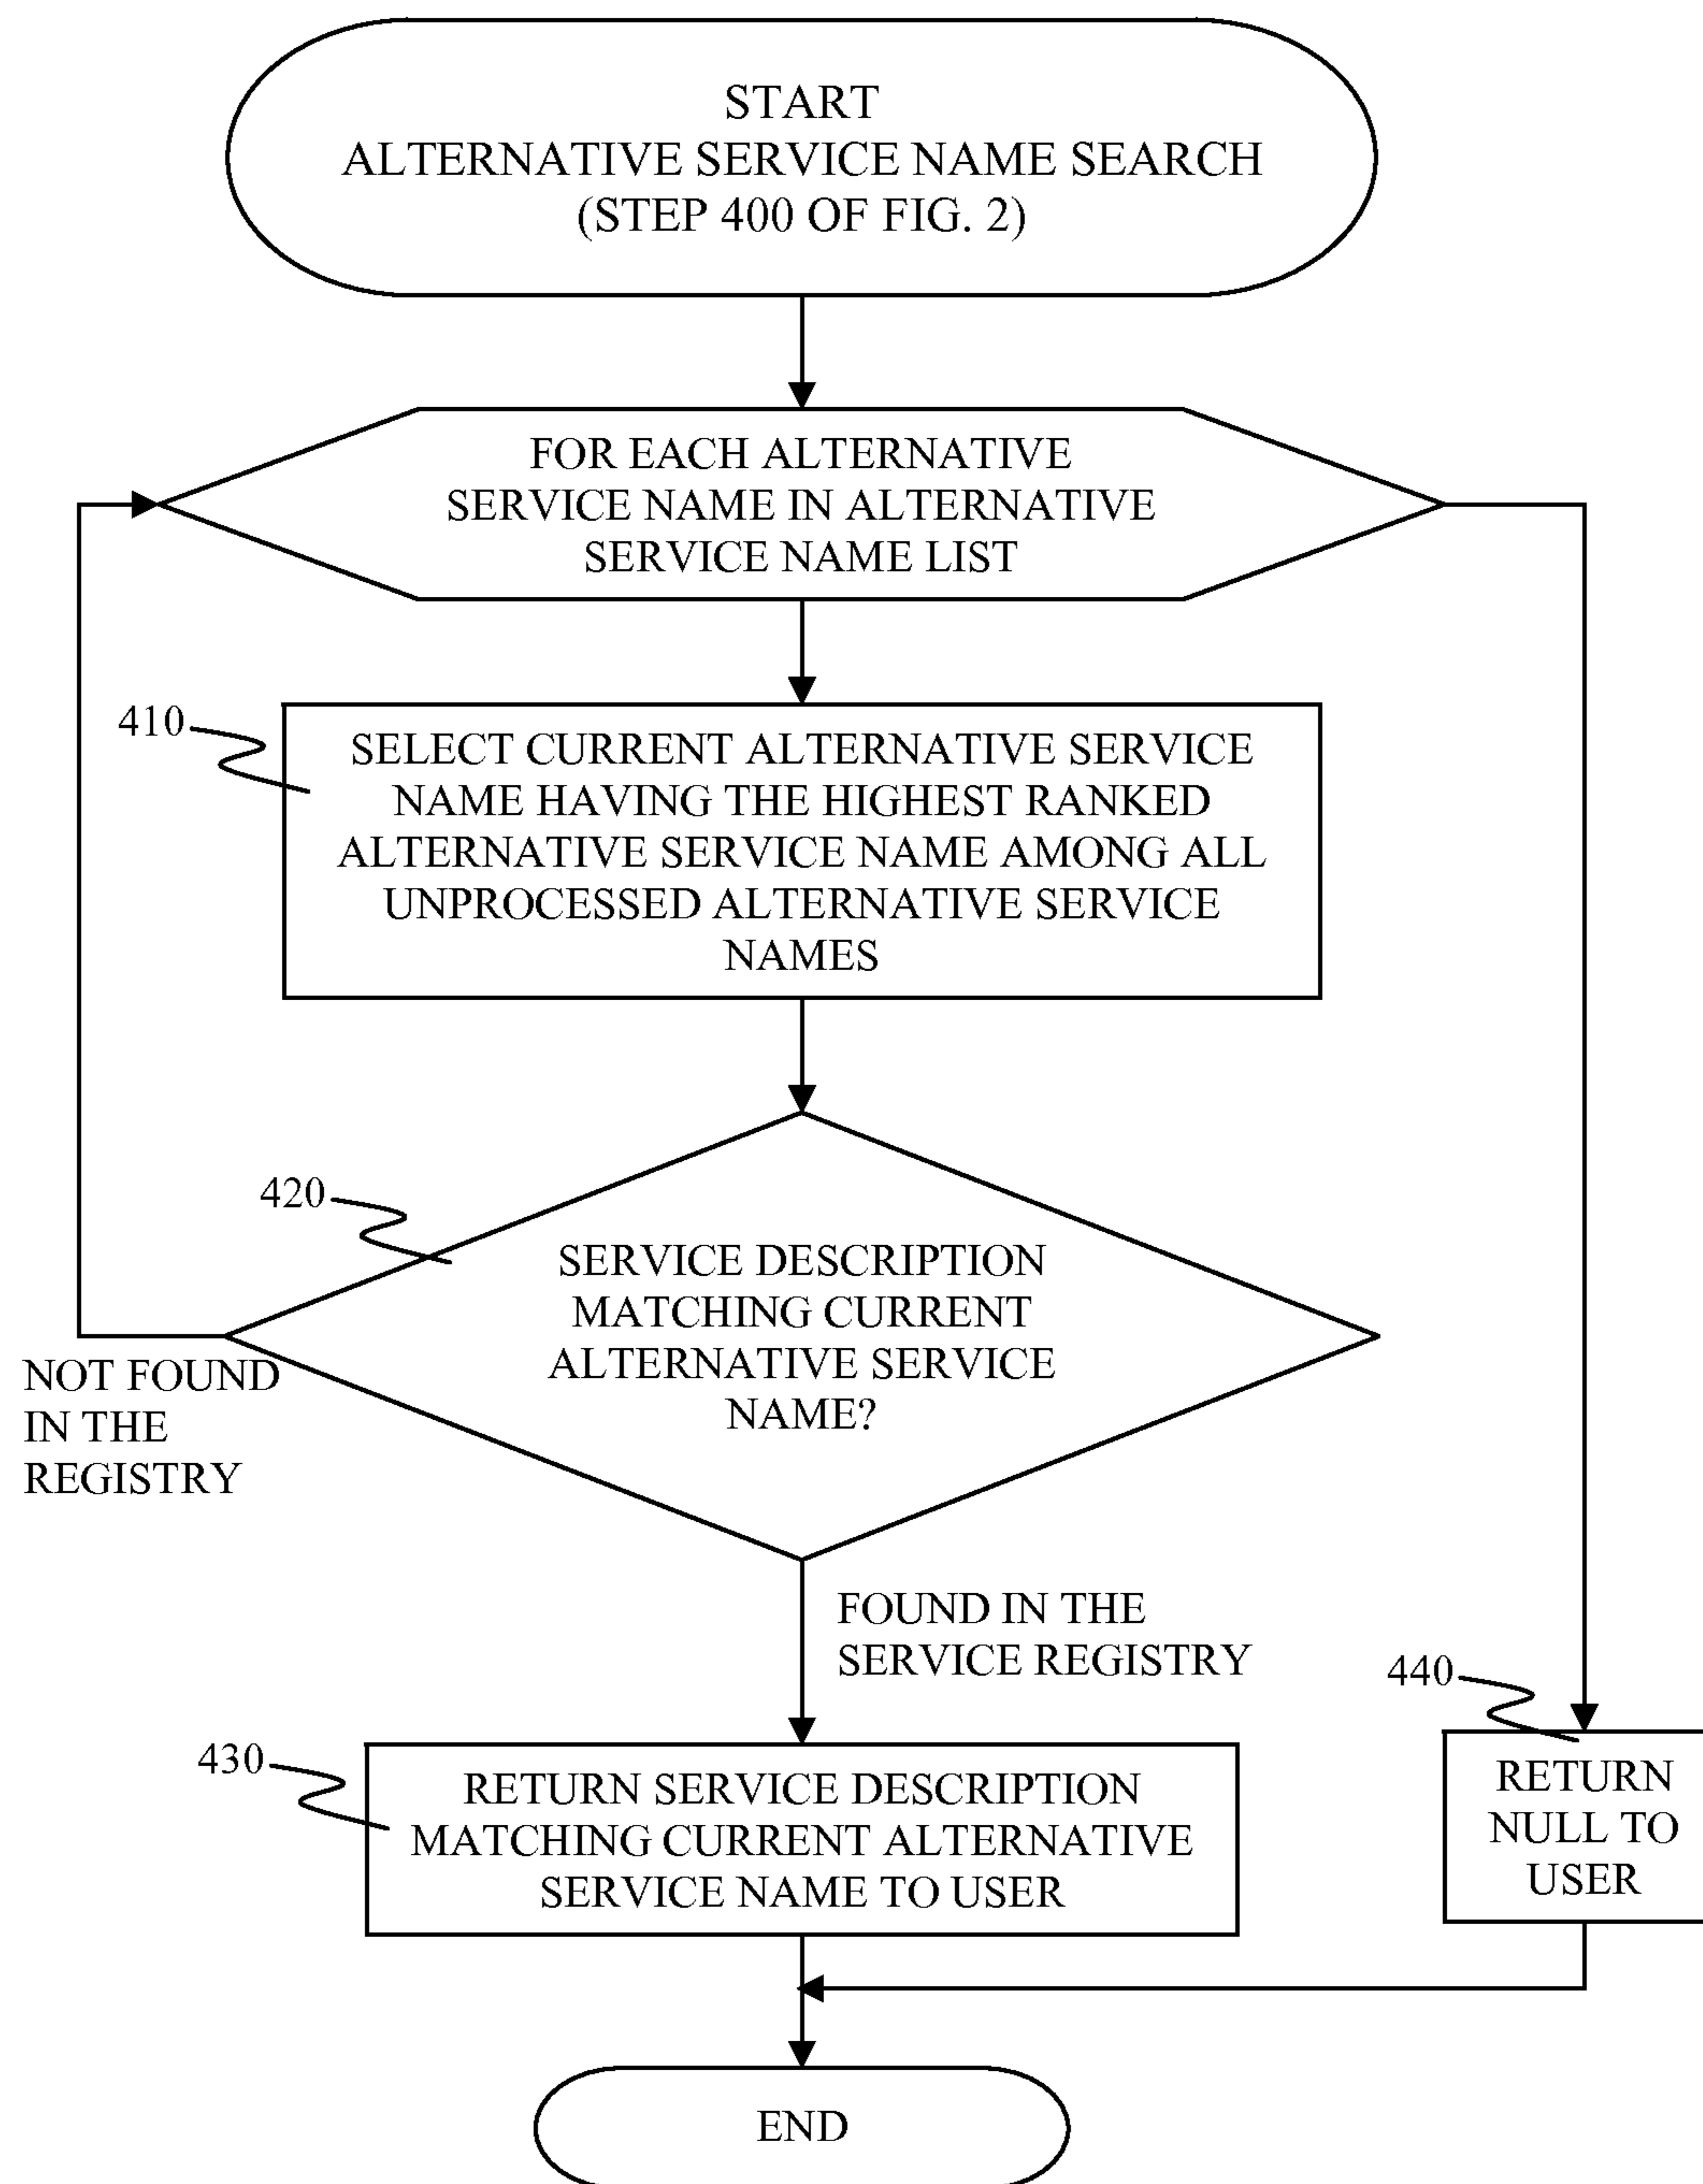 START
ALTERNATIVE SERVICE NAME SEARCH
(STEP 400 OF FIG. 2)
FOR EACH ALTERNATIVE
SERVICE NAME IN ALTERNATIVE
SERVICE NAME LIST
410
SELECT CURRENT ALTERNATIVE SERVICE
NAME HAVING THE HIGHEST RANKED
ALTERNATIVE SERVICE NAME AMONG ALL
UNPROCESSED ALTERNATIVE SERVICE
NAMES
420
SERVICE DESCRIPTION
MATCHING CURRENT
ALTERNATIVE SERVICE
NAME?
NOT FOUND
IN THE
REGISTRY
FOUND IN THE
SERVICE REGISTRY
430
RETURN SERVICE DESCRIPTION
MATCHING CURRENT ALTERNATIVE
SERVICE NAME TO USER
440
RETURN
NULL TO
USER
END